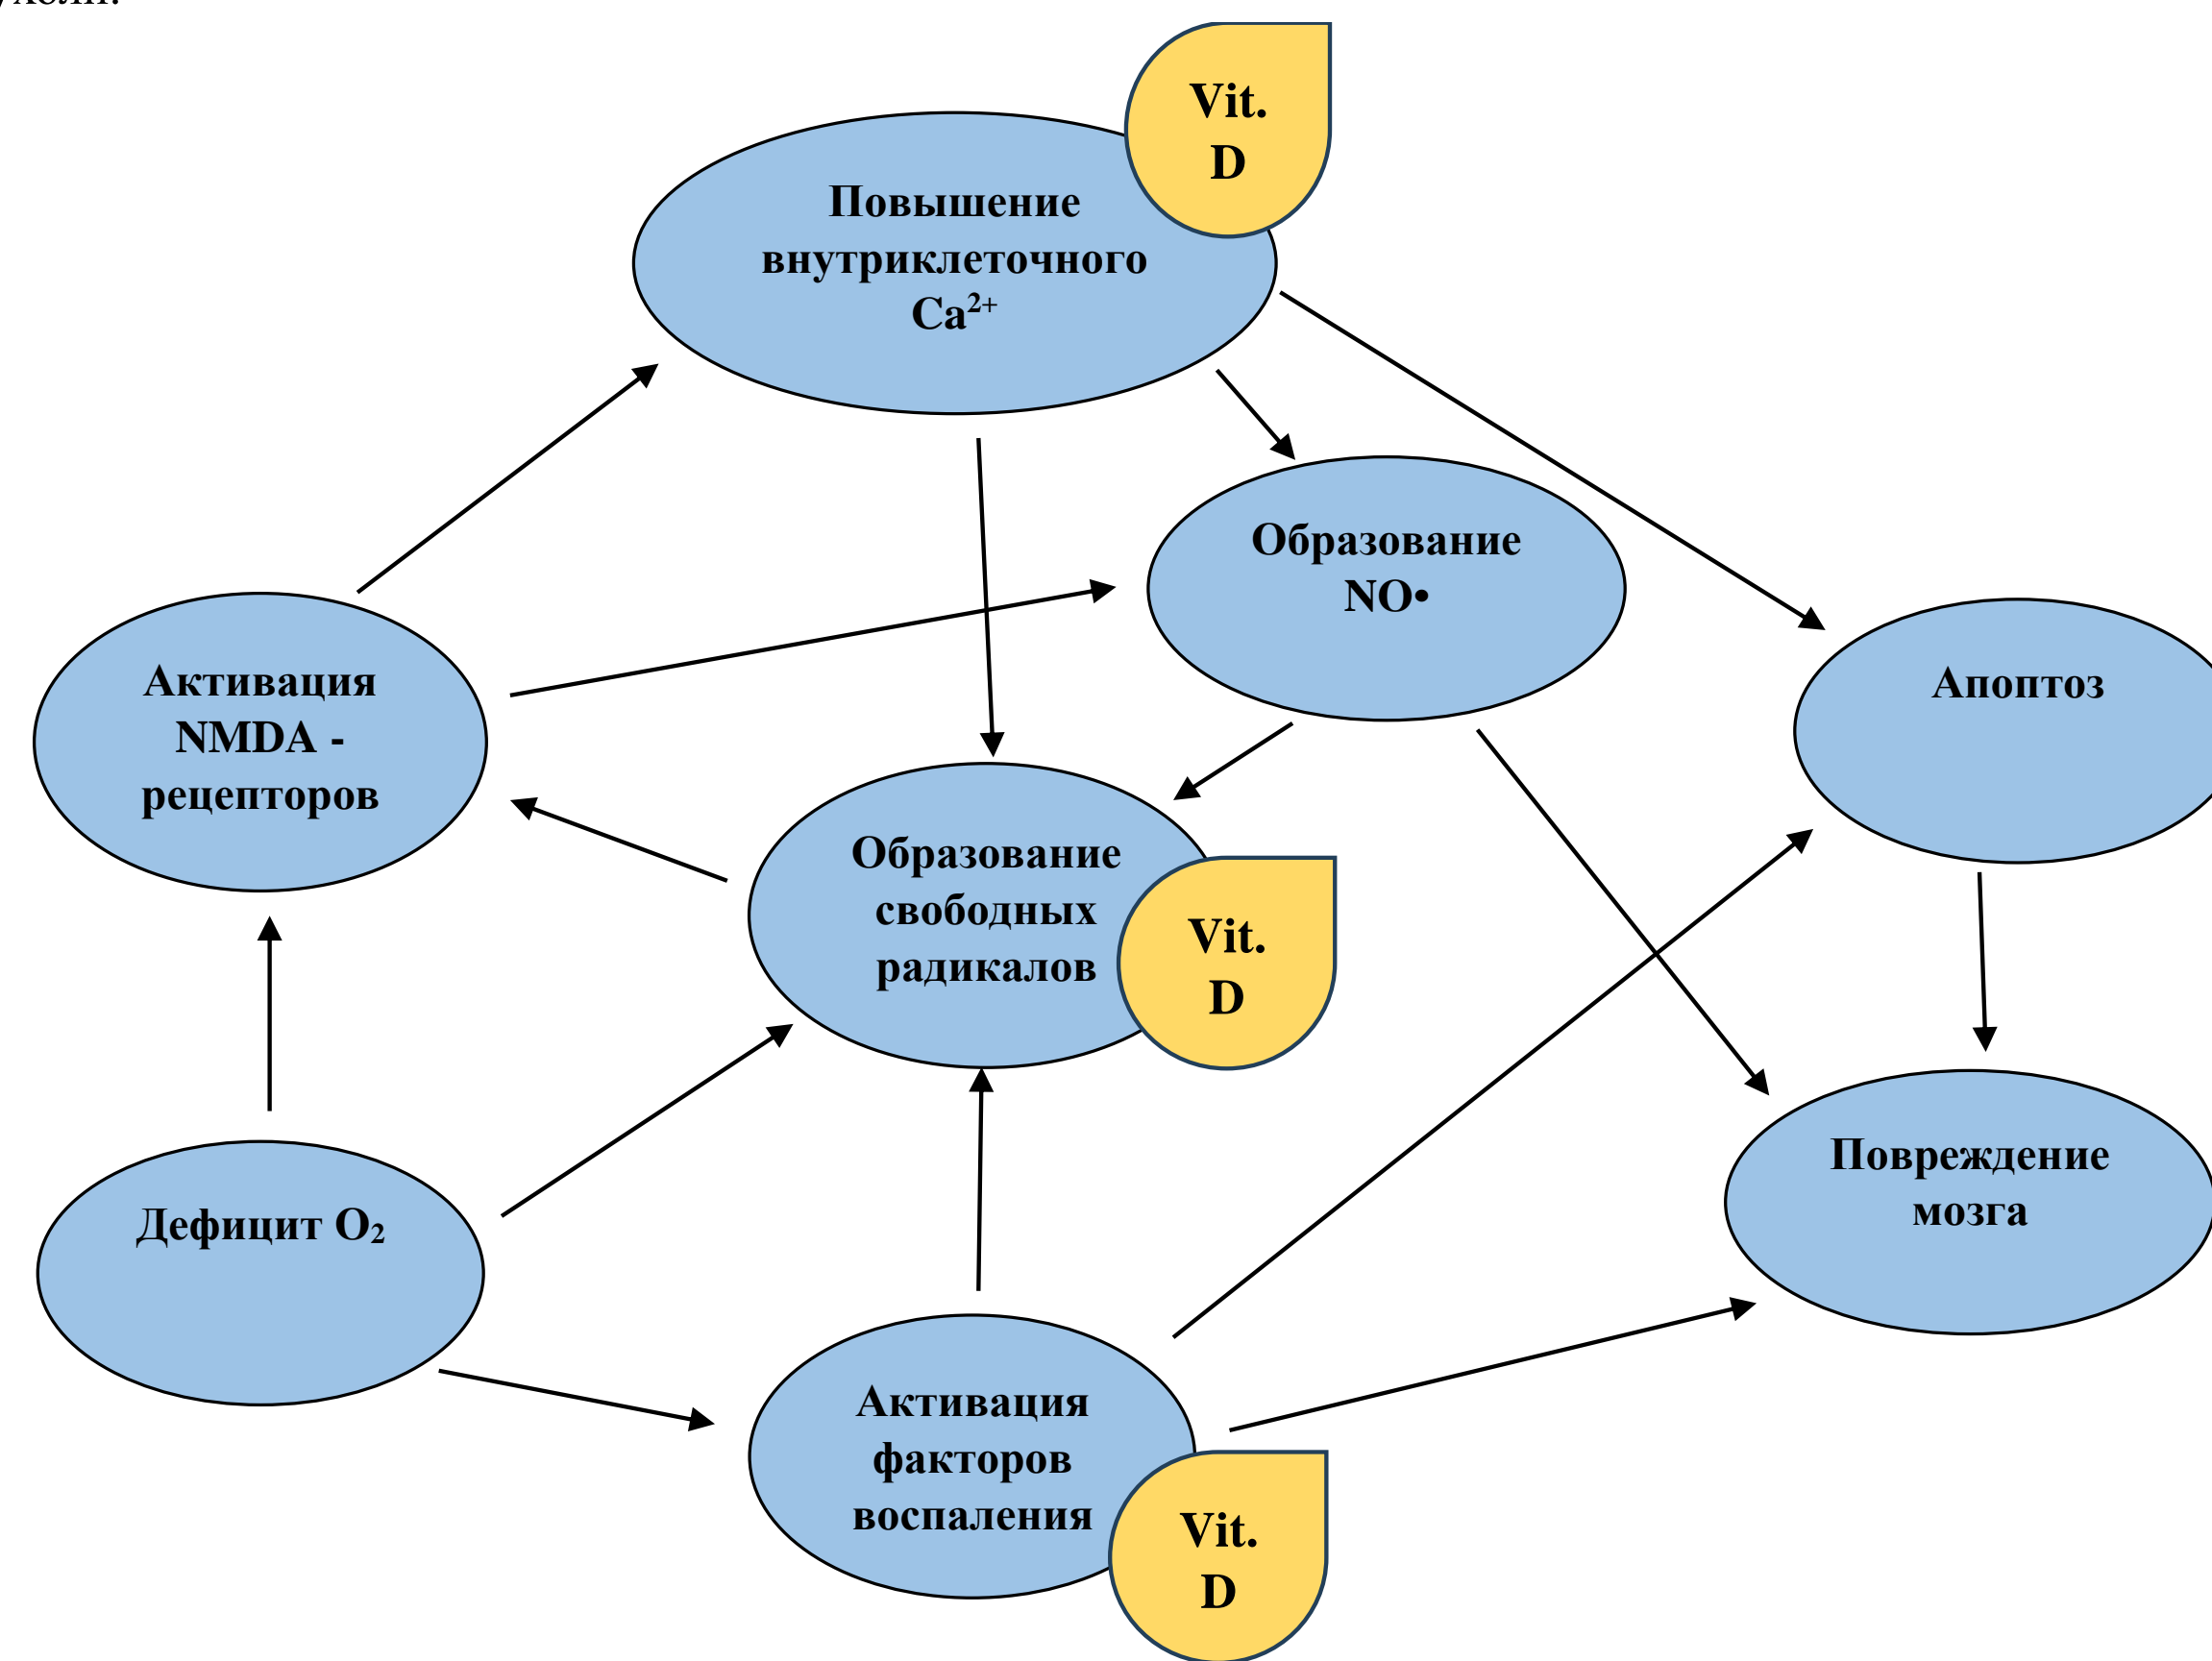 Vit.
D
Повышение
внутриклеточного
Ca²⁺
Образование
NO•
Активация
NMDA -
рецепторов
Апоптоз
Образование
свободных
радикалов
Vit.
D
Повреждение
мозга
Дефицит O₂
Активация
факторов
воспаления
Vit.
D